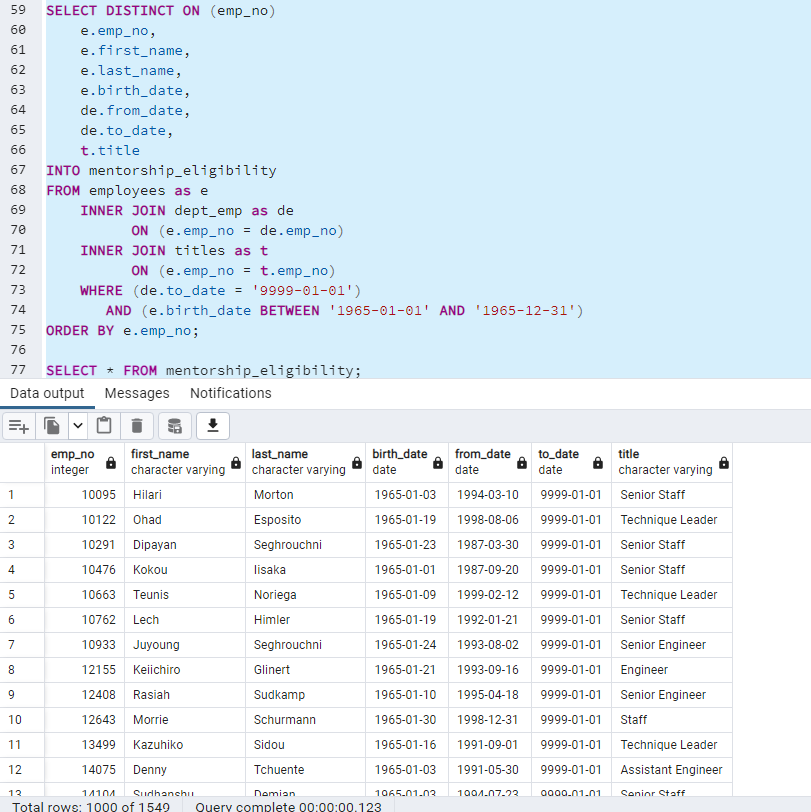 59 SELECT DISTINCT ON (emp_no)
60 e.emp_no,
61 e.first_name,
62 e.last_name,
63 e.birth_date,
64 de.from_date,
65 de.to_date,
66 t.title
67 INTO mentorship_eligibility
68 FROM employees as e
69 INNER JOIN dept_emp as de
70 ON (e.emp_no = de.emp_no)
71 INNER JOIN titles as t
72 ON (e.emp_no = t.emp_no)
73 WHERE (de.to_date = '9999-01-01')
74 AND (e.birth_date BETWEEN '1965-01-01' AND '1965-12-31')
75 ORDER BY e.emp_no;
76
77 SELECT * FROM mentorship_eligibility;
Data output Messages Notifications
emp_no first_name last_name birth_date from_date to_date title
integer character varying character varying date date date character varying
1 10095 Hilari Morton 1965-01-03 1994-03-10 9999-01-01 Senior Staff
2 10122 Ohad Esposito 1965-01-19 1998-08-06 9999-01-01 Technique Leader
3 10291 Dipayan Seghrouchni 1965-01-23 1987-03-30 9999-01-01 Senior Staff
4 10476 Kokou Iisaka 1965-01-01 1987-09-20 9999-01-01 Senior Staff
5 10663 Teunis Noriega 1965-01-09 1999-02-12 9999-01-01 Technique Leader
6 10762 Lech Himler 1965-01-19 1992-01-21 9999-01-01 Senior Staff
7 10933 Juyoung Seghrouchni 1965-01-24 1993-08-02 9999-01-01 Senior Engineer
8 12155 Keiichiro Glinert 1965-01-21 1993-09-16 9999-01-01 Engineer
9 12408 Rasiah Sudkamp 1965-01-10 1995-04-18 9999-01-01 Senior Engineer
10 12643 Morrie Schurmann 1965-01-30 1998-12-31 9999-01-01 Staff
11 13499 Kazuhiko Sidou 1965-01-16 1991-09-01 9999-01-01 Technique Leader
12 14075 Denny Tchuente 1965-01-03 1991-05-30 9999-01-01 Assistant Engineer
13 14104 Sudhanshu Demian 1965-01-03 1994-07-23 9999-01-01 Senior Staff
Total rows: 1000 of 1549 Query complete 00:00:00.123